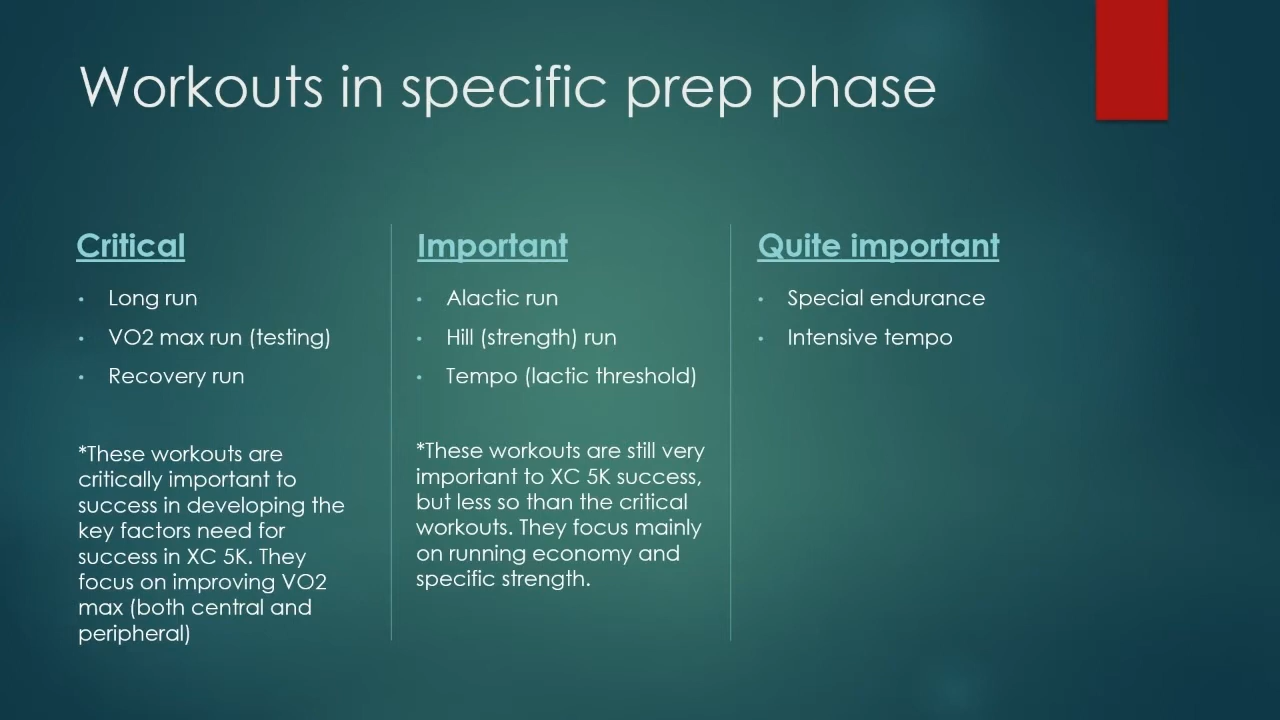 Workouts in specific prep phase
Critical
• Long run
• VO2 max run (testing)
• Recovery run
*These workouts are
critically important to
success in developing the
key factors need for
success in XC 5K. They
focus on improving VO2
max (both central and
peripheral)
Important
• Alactic run
• Hill (strength) run
• Tempo (lactic threshold)
*These workouts are still very
important to XC 5K success,
but less so than the critical
workouts. They focus mainly
on running economy and
specific strength.
Quite important
• Special endurance
• Intensive tempo